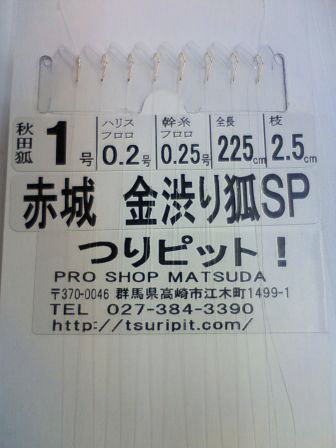 秋田狐 1号 ハリス フロロ 0.2号 幹糸 フロロ 0.25号 全長 225cm 枝 2.5cm
赤城 金渋り狐SP
つりピット!
PRO SHOP MATSUDA
〒370-0046 群馬県高崎市江木町1499-1
TEL 027-384-3390
http://tsuripit.com/